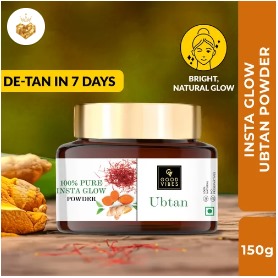 DE-TAN IN 7 DAYS
BRIGHT,
NATURAL GLOW
INSTA GLOW
UBTAN POWDER
150g
100% PURE
INSTA GLOW
POWDER
GOOD
VIBES
Ubtan